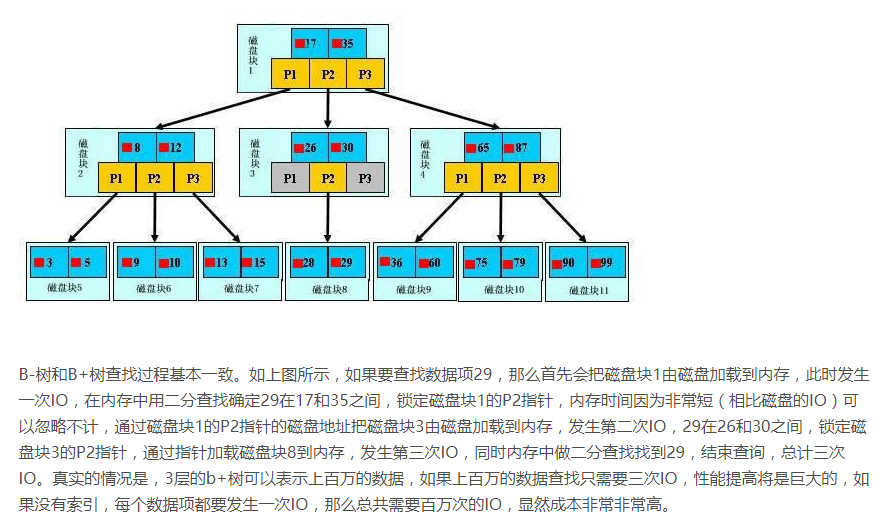 磁盘块1
17 35
P1 P2 P3
磁盘块2
8 12
P1 P2 P3
磁盘块3
26 30
P1 P2 P3
磁盘块4
65 87
P1 P2 P3
3 5
磁盘块5
9 10
磁盘块6
13 15
磁盘块7
28 29
磁盘块8
36 60
磁盘块9
75 79
磁盘块10
90 99
磁盘块11
B-树和B+树查找过程基本一致。如上图所示，如果要查找数据项29，那么首先会把磁盘块1由磁盘加载到内存，此时发生
一次IO，在内存中用二分查找确定29在17和35之间，锁定磁盘块1的P2指针，内存时间因为非常短（相比磁盘的IO）可
以忽略不计，通过磁盘块1的P2指针的磁盘地址把磁盘块3由磁盘加载到内存，发生第二次IO，29在26和30之间，锁定磁
盘块3的P2指针，通过指针加载磁盘块8到内存，发生第三次IO，同时内存中做二分查找找到29，结束查询，总计三次
IO。真实的情况是，3层的b+树可以表示上百万的数据，如果上百万的数据查找只需要三次IO，性能提高将是巨大的，如
果没有索引，每个数据项都要发生一次IO，那么总共需要百万次的IO，显然成本非常非常高。